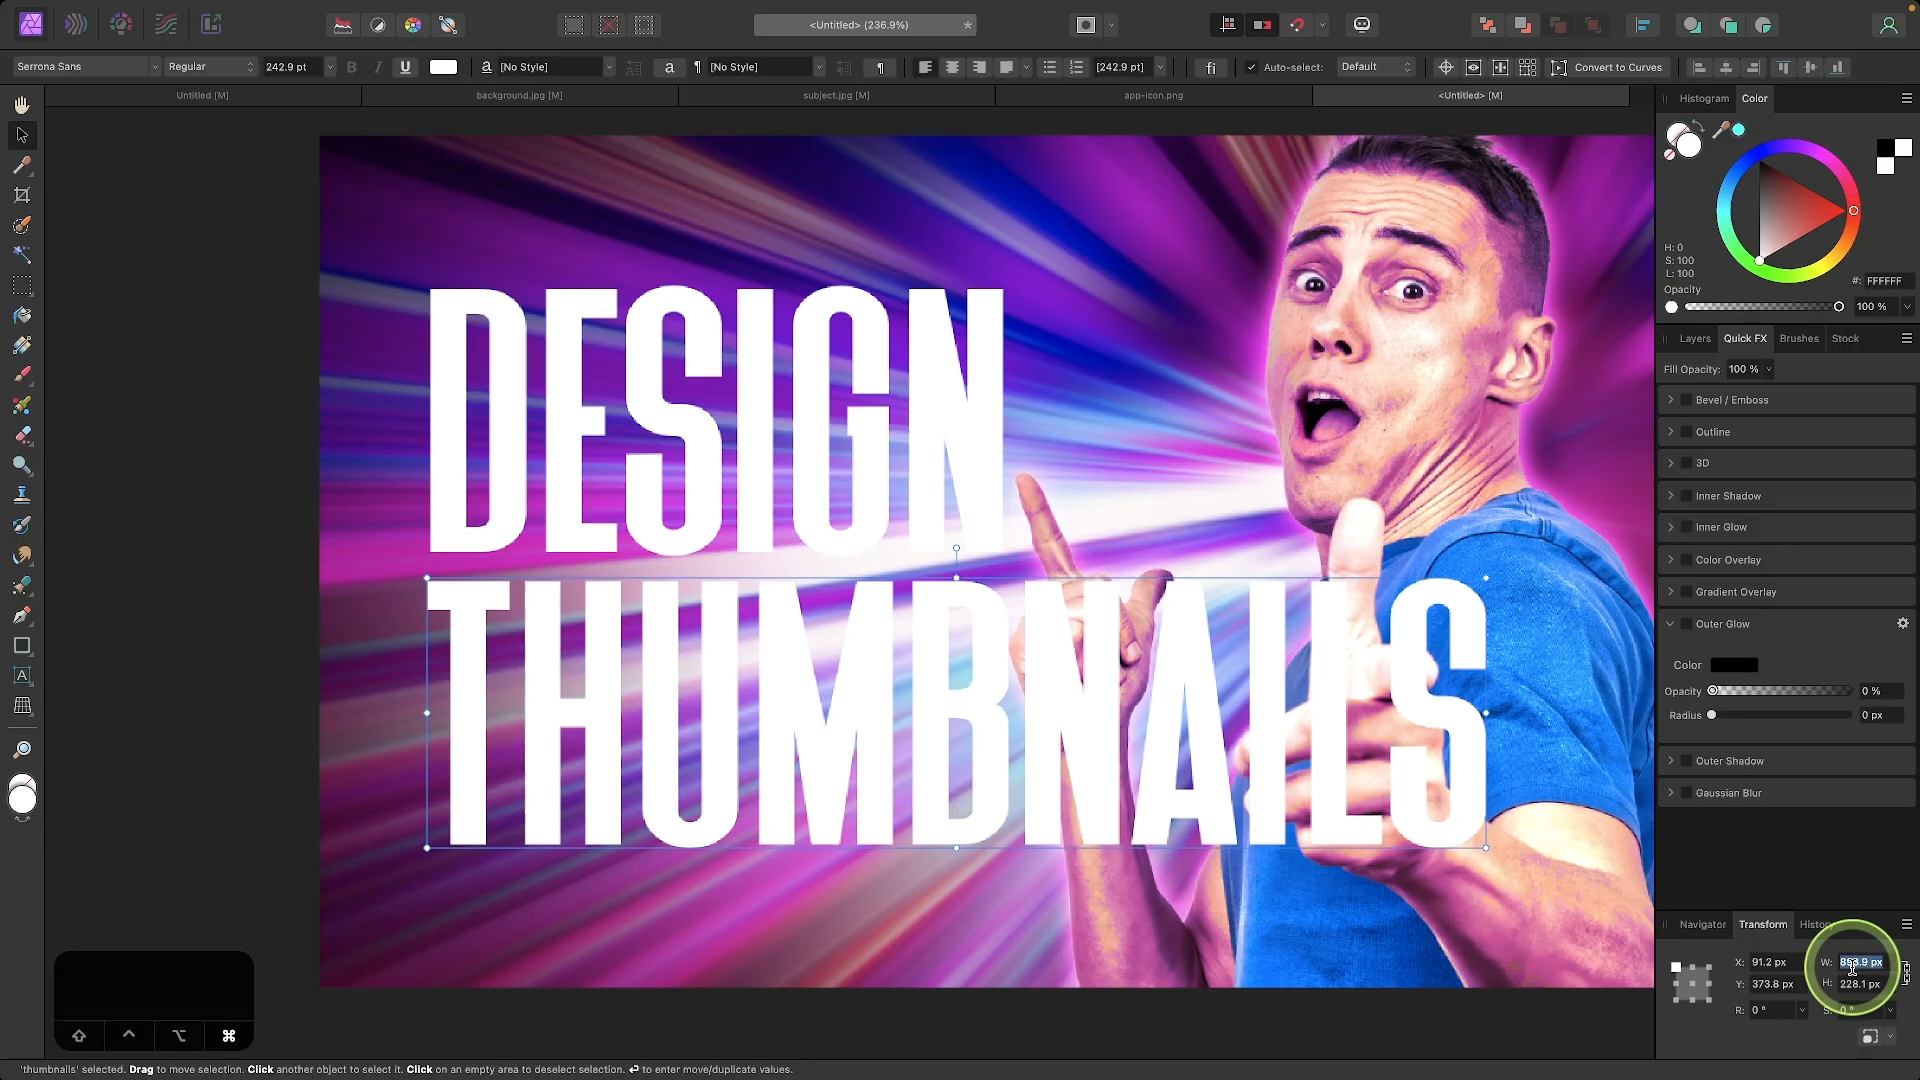 <Untitled> (236.9%)
*
Serrona Sans
Regular
242.9 pt
B
I
U
a
[No Style]
a
¶
[No Style]
¶
[242.9 pt]
fi
Auto-select:
Default
Convert to Curves
Untitled [M]
background.jpg [M]
subject.jpg [M]
app-icon.png
<Untitled> [M]
Histogram
Color
H: 0
S: 100
L: 100
#:
FFFFFF
Opacity
100 %
Layers
Quick FX
Brushes
Stock
Fill Opacity:
100 %
Bevel / Emboss
Outline
3D
Inner Shadow
Inner Glow
Color Overlay
Gradient Overlay
Outer Glow
Color
Opacity
0 %
Radius
0 px
Outer Shadow
Gaussian Blur
DESIGN
THUMBNAILS
A
Navigator
Transform
History
X: 91.2 px
W:
Y: 373.8 px
H: 228.1 px
R: 0 °
S: 0 °
'thumbnails' selected. Drag to move selection. Click another object to select it. Click on an empty area to deselect selection. ⏎ to enter move/duplicate values.